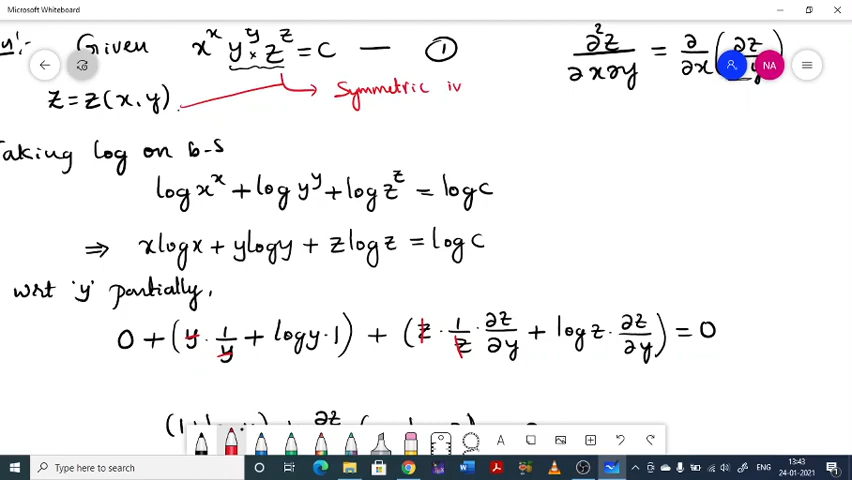 Microsoft Whiteboard
Given x^x y^y z^z = C — ①
∂²z/∂x∂y = ∂/∂x (∂z/∂y)
NA
z = z(x, y)
Symmetric iv
Taking log on b-s
log x^x + log y^y + log z^z = log C
⇒ x log x + y log y + z log z = log C
wrt 'y' partially,
0 + (y · 1/y + log y · 1) + (z · 1/z · ∂z/∂y + log z · ∂z/∂y) = 0
Type here to search
ENG
13:43
24-01-2021